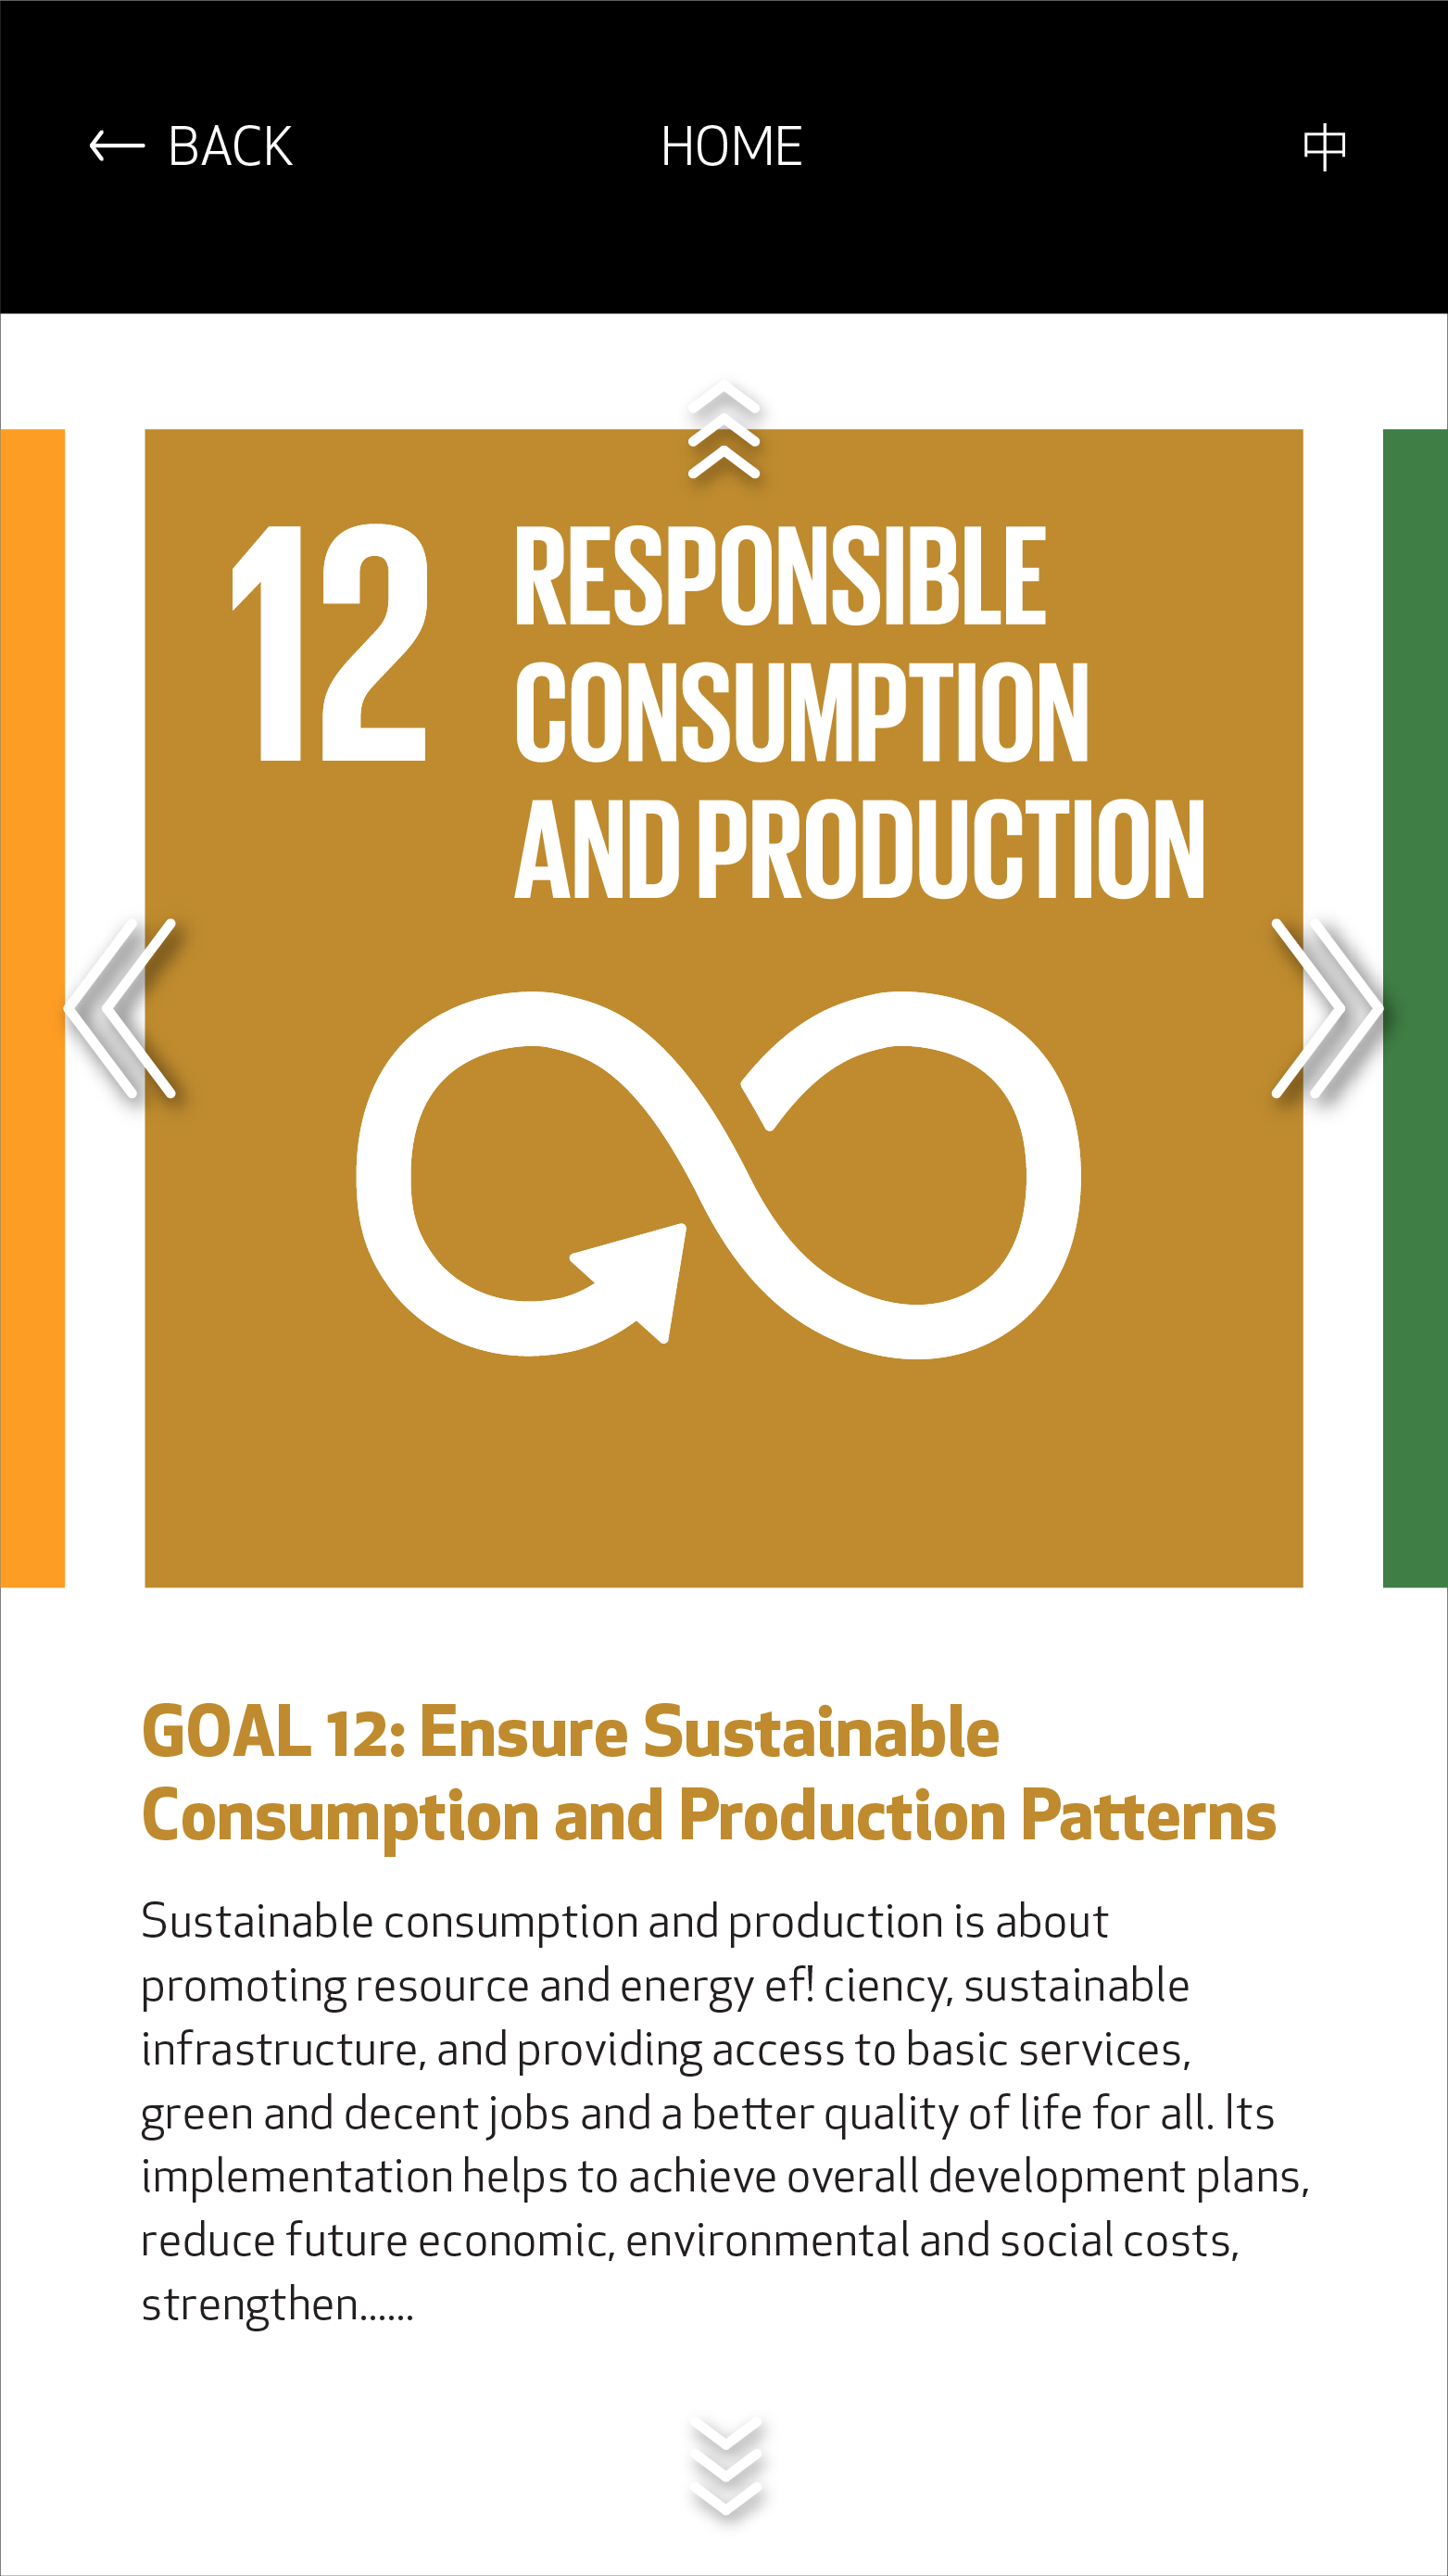 BACK
HOME
中
12
RESPONSIBLE
CONSUMPTION
AND PRODUCTION
GOAL 12: Ensure Sustainable
Consumption and Production Patterns
Sustainable consumption and production is about
promoting resource and energy ef! ciency, sustainable
infrastructure, and providing access to basic services,
green and decent jobs and a better quality of life for all. Its
implementation helps to achieve overall development plans,
reduce future economic, environmental and social costs,
strengthen......